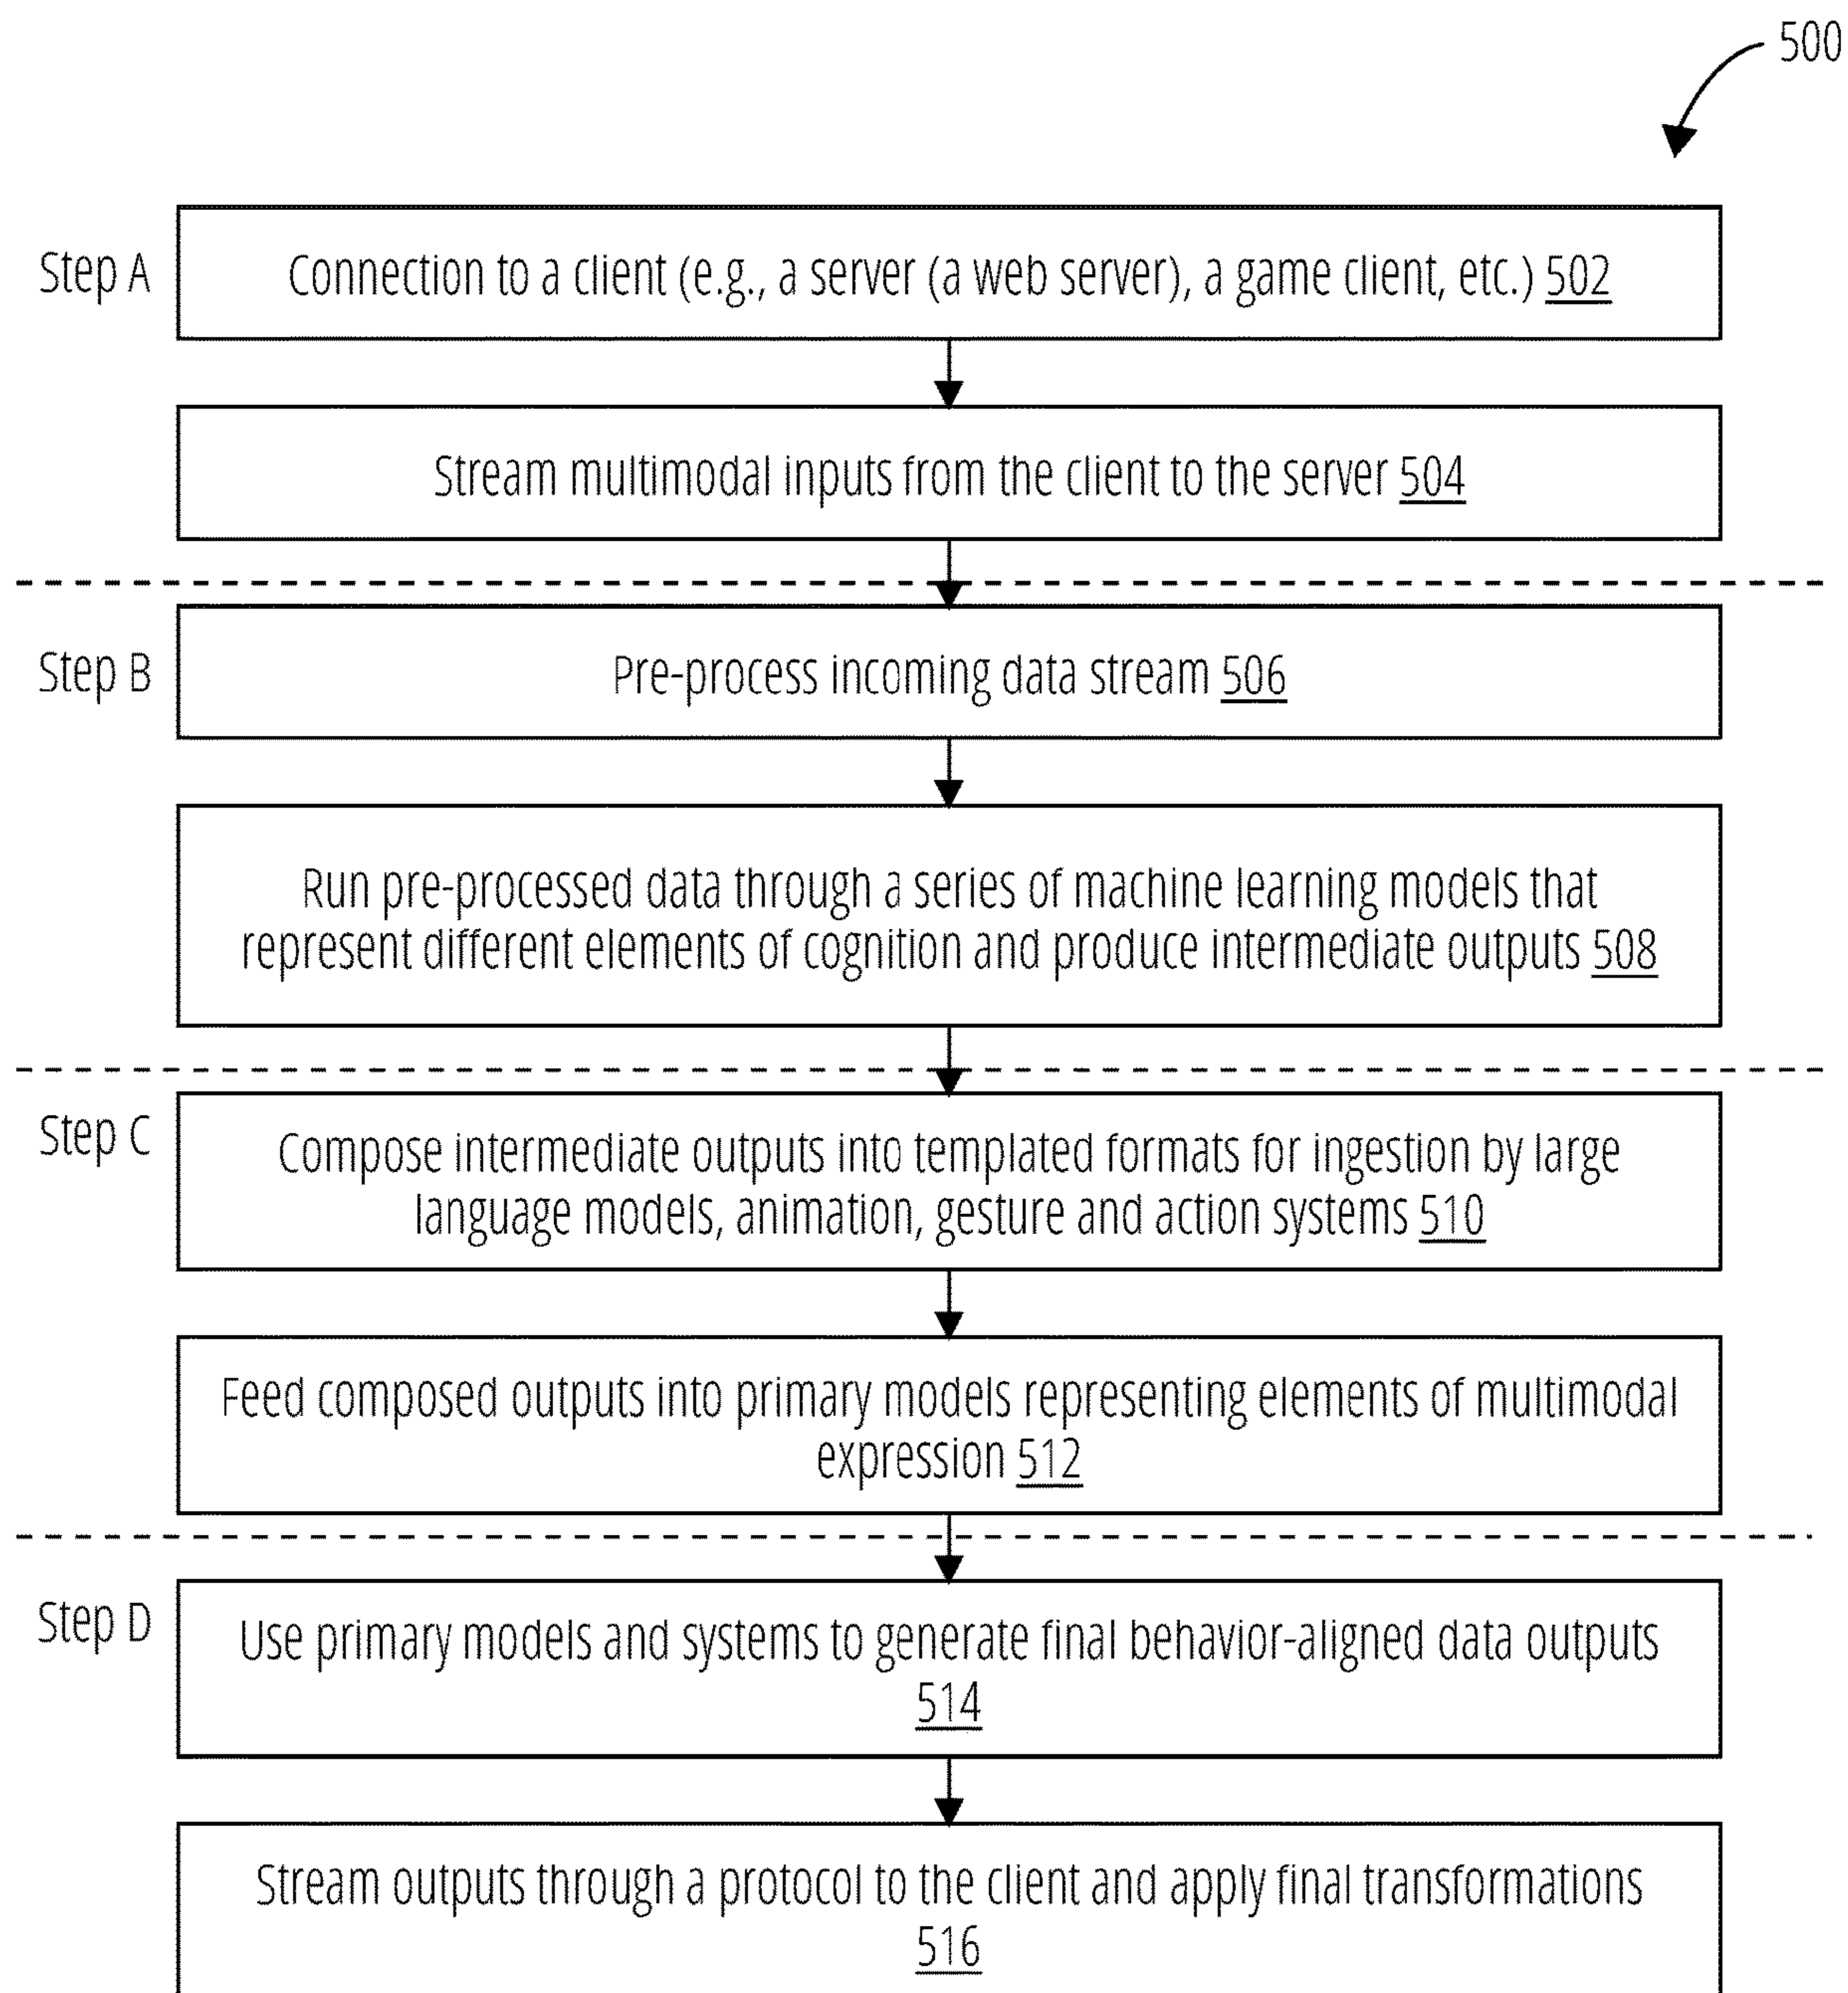 500
Step A
Connection to a client (e.g., a server (a web server), a game client, etc.) 502
Stream multimodal inputs from the client to the server 504
Step B
Pre-process incoming data stream 506
Run pre-processed data through a series of machine learning models that
represent different elements of cognition and produce intermediate outputs 508
Step C
Compose intermediate outputs into templated formats for ingestion by large
language models, animation, gesture and action systems 510
Feed composed outputs into primary models representing elements of multimodal
expression 512
Step D
Use primary models and systems to generate final behavior-aligned data outputs
514
Stream outputs through a protocol to the client and apply final transformations
516